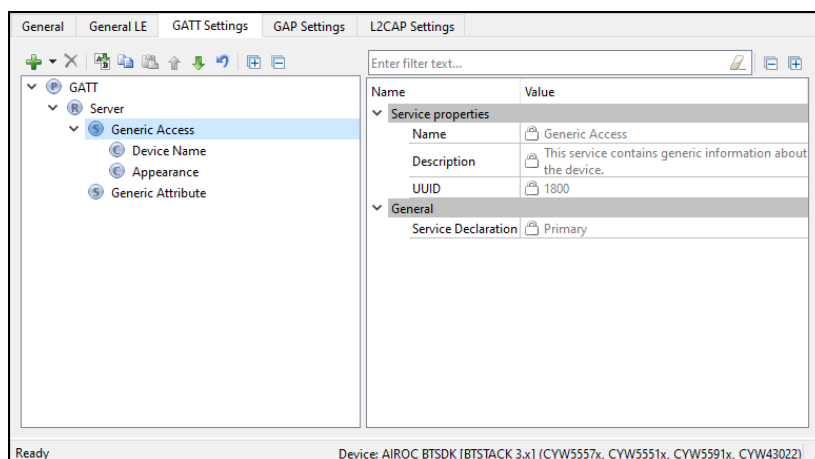 General General LE GATT Settings GAP Settings L2CAP Settings
Enter filter text...
P GATT
R Server
S Generic Access
C Device Name
C Appearance
S Generic Attribute
Name Value
Service properties
Name Generic Access
Description This service contains generic information about
the device.
UUID 1800
General
Service Declaration Primary
Ready Device: AIROC BTSDK [BTSTACK 3.x] (CYW5557x, CYW5551x, CYW5591x, CYW43022)